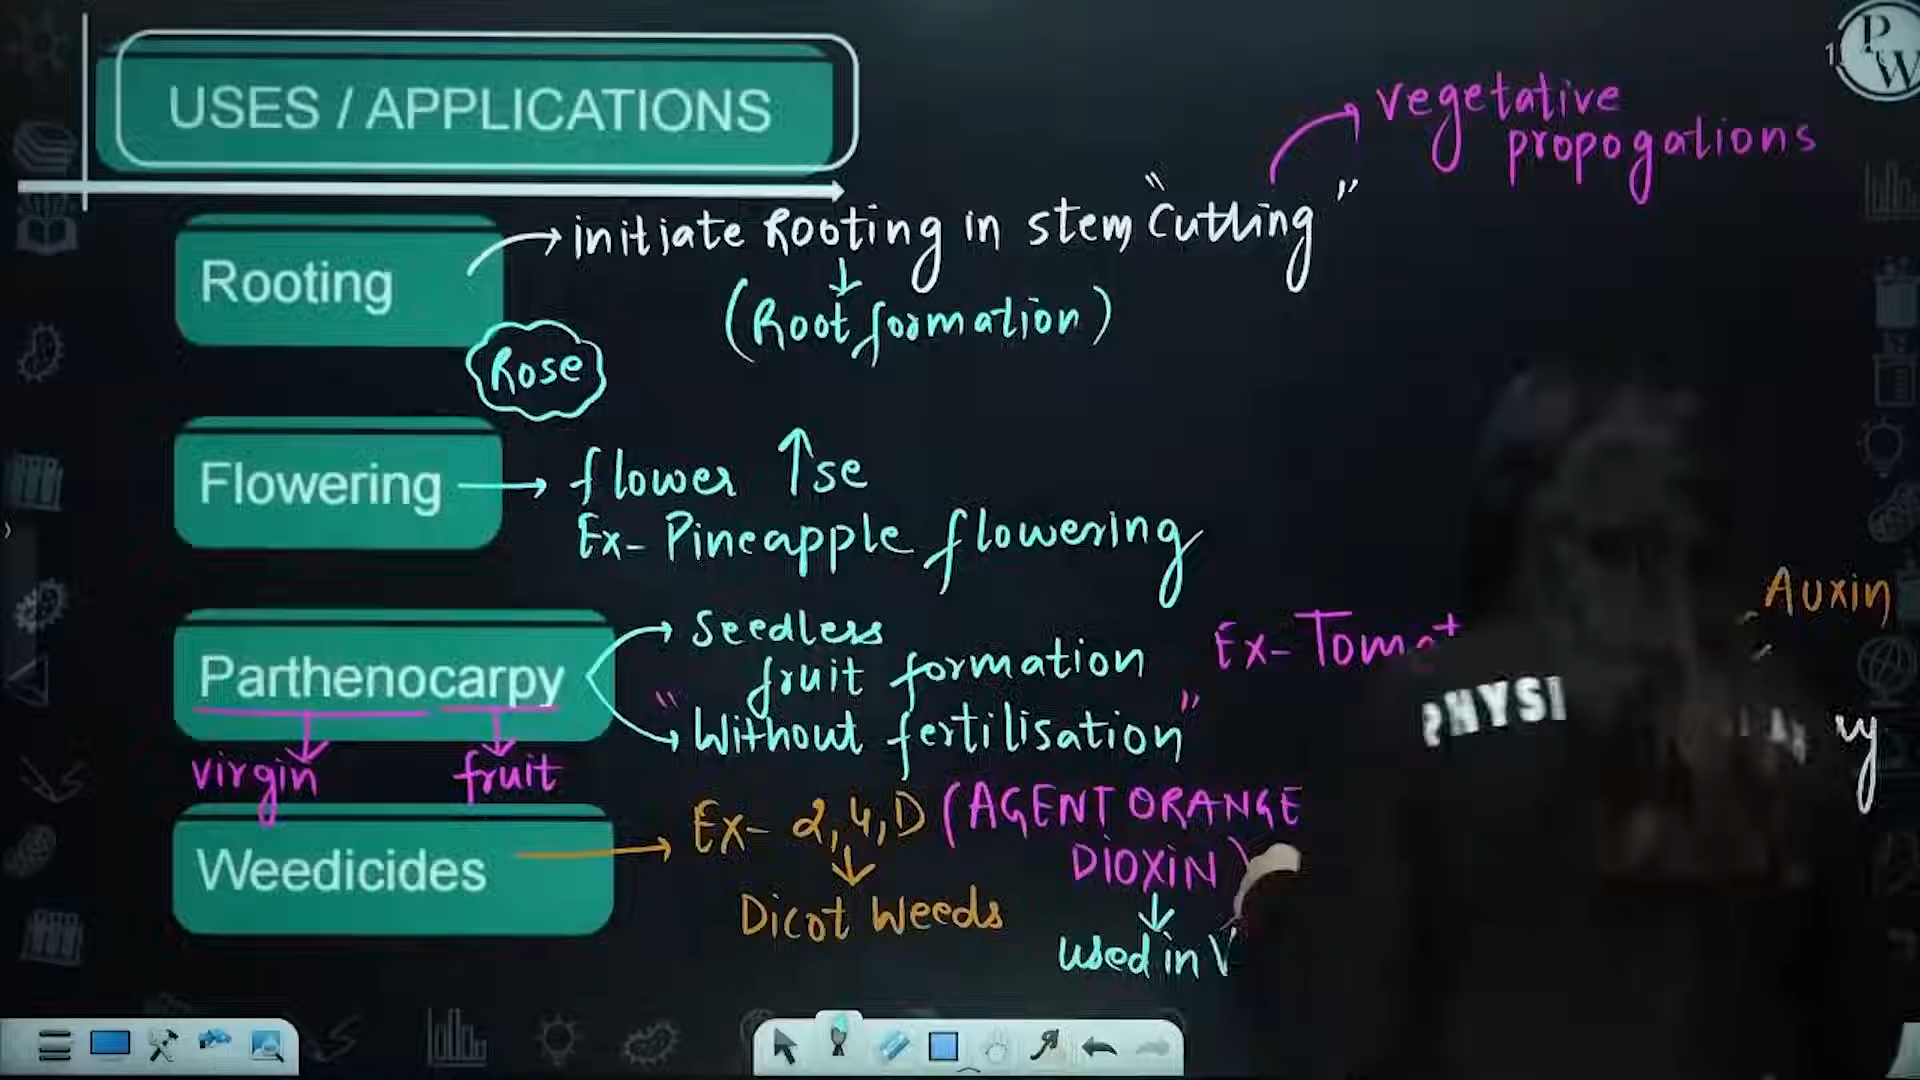 USES / APPLICATIONS
P
W
vegetative
propogations
Rooting
initiate Rooting in stem "Cutting"
(Root formation)
Rose
Flowering
flower ↑se
Ex- Pineapple flowering
Auxin
Parthenocarpy
Seedless
fruit formation
"Without fertilisation"
virgin
fruit
PHYSI
Weedicides
Ex- 2,4,D (AGENT ORANGE
DIOXIN)
Dicot Weeds
used in